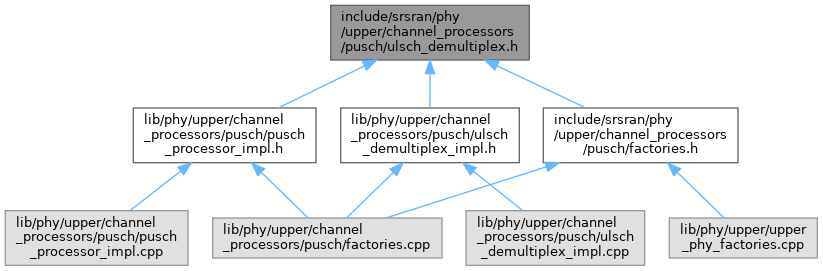 include/srsran/phy
/upper/channel_processors
/pusch/ulsch_demultiplex.h
lib/phy/upper/channel
_processors/pusch/pusch
_processor_impl.h
lib/phy/upper/channel
_processors/pusch/ulsch
_demultiplex_impl.h
include/srsran/phy
/upper/channel_processors
/pusch/factories.h
lib/phy/upper/channel
_processors/pusch/pusch
_processor_impl.cpp
lib/phy/upper/channel
_processors/pusch/factories.cpp
lib/phy/upper/channel
_processors/pusch/ulsch
_demultiplex_impl.cpp
lib/phy/upper/upper
_phy_factories.cpp